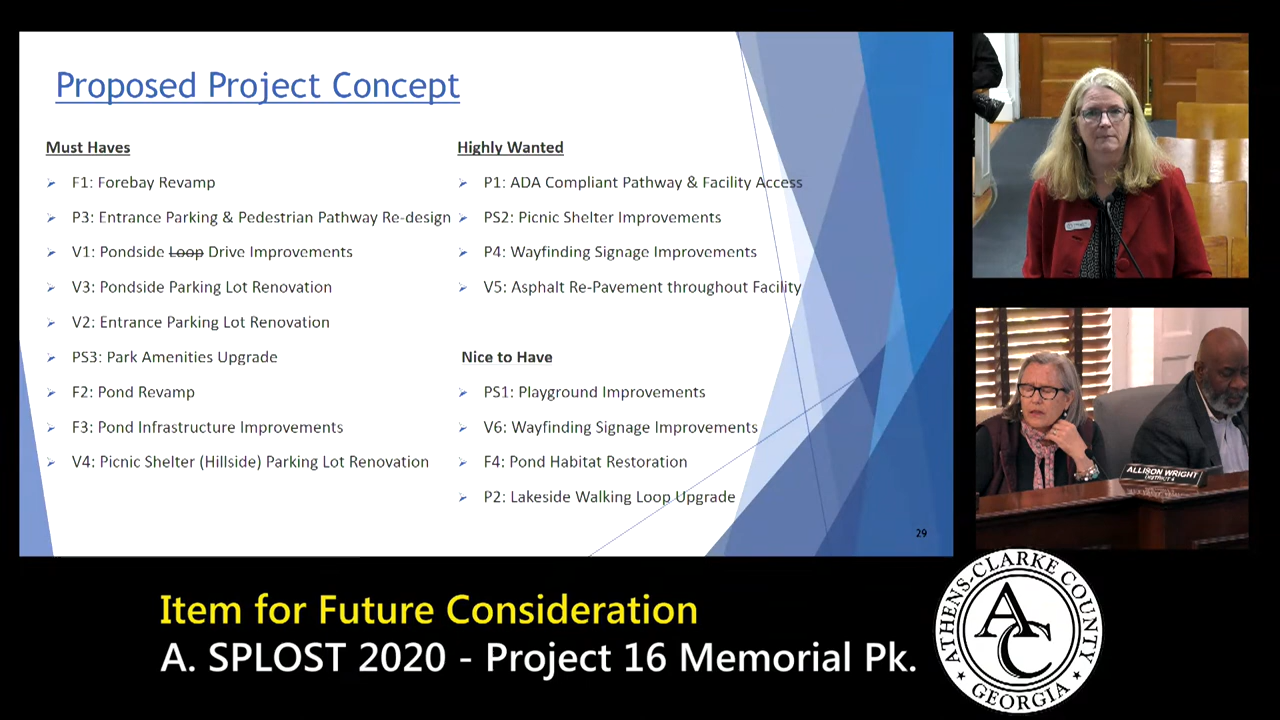 Proposed Project Concept
Must Haves
F1: Forebay Revamp
P3: Entrance Parking & Pedestrian Pathway Re-design
V1: Pondside Loop Drive Improvements
V3: Pondside Parking Lot Renovation
V2: Entrance Parking Lot Renovation
PS3: Park Amenities Upgrade
F2: Pond Revamp
F3: Pond Infrastructure Improvements
V4: Picnic Shelter (Hillside) Parking Lot Renovation
Highly Wanted
P1: ADA Compliant Pathway & Facility Access
PS2: Picnic Shelter Improvements
P4: Wayfinding Signage Improvements
V5: Asphalt Re-Pavement throughout Facility
Nice to Have
PS1: Playground Improvements
V6: Wayfinding Signage Improvements
F4: Pond Habitat Restoration
P2: Lakeside Walking Loop Upgrade
29
ALLISON WRIGHT
DISTRICT 4
Item for Future Consideration
A. SPLOST 2020 - Project 16 Memorial Pk.
ATHENS-CLARKE COUNTY
AC
GEORGIA